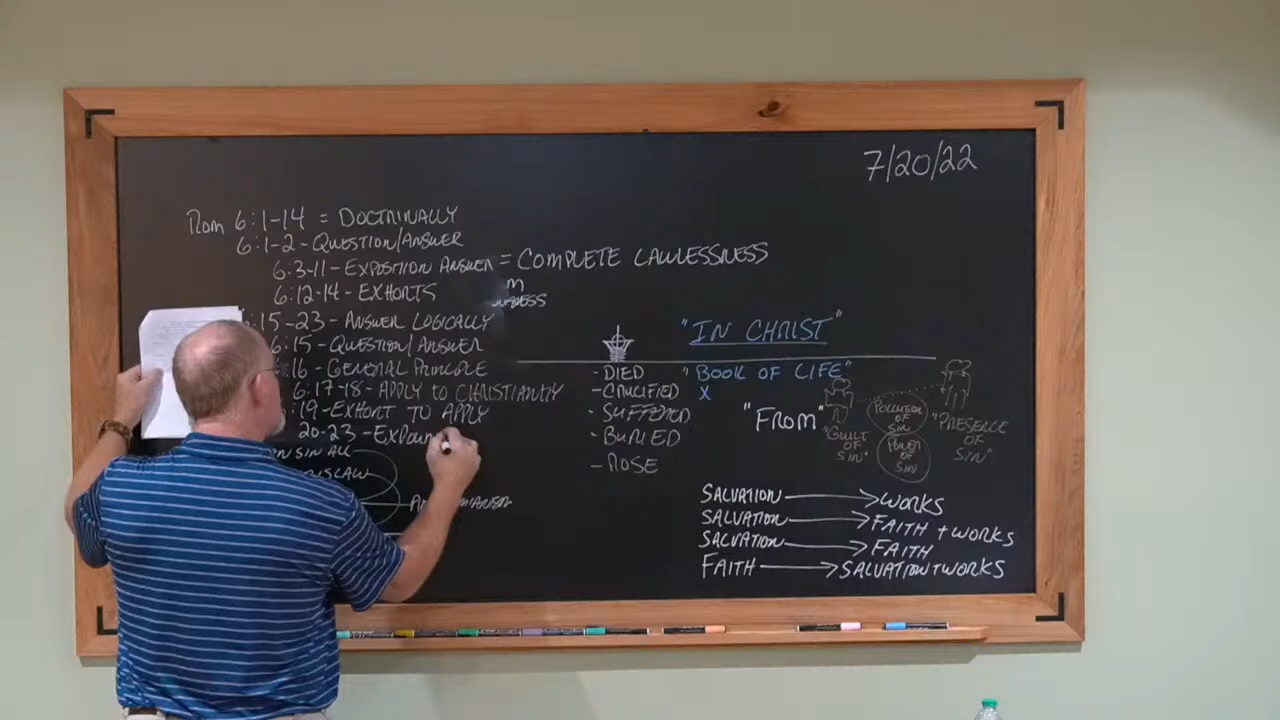 7/20/22
Rom 6:1-14 = DOCTRINALLY
6:1-2 - QUESTION/ANSWER
6:3-11 - EXPOSITION ANSWER = COMPLETE LAWLESSNESS
6:12-14 - EXHORTS
:15-23 - ANSWER LOGICALLY
6:15 - QUESTION/ANSWER
16 - GENERAL PRINCIPLE
6:17-18 - APPLY TO CHRISTIANITY
:19 - EXHORT TO APPLY
20-23 - EXPOUN
SIN ALL
"IN CHRIST"
- DIED
- CRUCIFIED
- SUFFERED
- BURIED
- ROSE
"BOOK OF LIFE"
X
"FROM"
"GUILT
OF
SIN"
POLLUTION
OF
SIN
POWER
OF
SIN
"PRESENCE
OF
SIN"
SALVATION → WORKS
SALVATION → FAITH + WORKS
SALVATION → FAITH
FAITH → SALVATION + WORKS